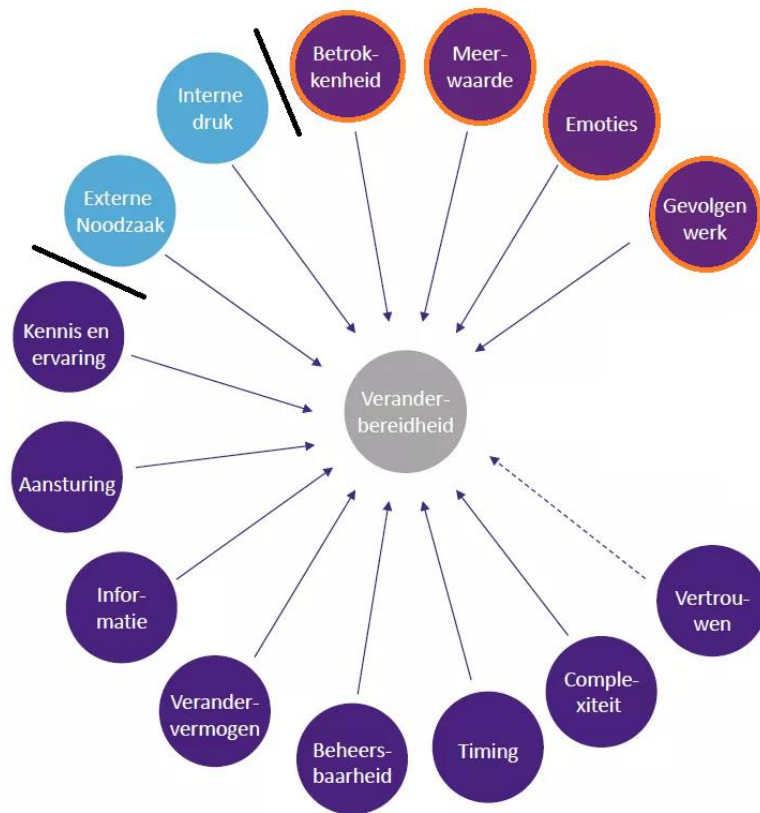 Betrok-
kenheid
Meer-
waarde
Emoties
Gevolgen
werk
Interne
druk
Externe
Noodzaak
Kennis en
ervaring
Aansturing
Infor-
matie
Verander-
vermogen
Beheers-
baarheid
Timing
Comple-
xiteit
Vertrou-
wen
Verander-
bereidheid